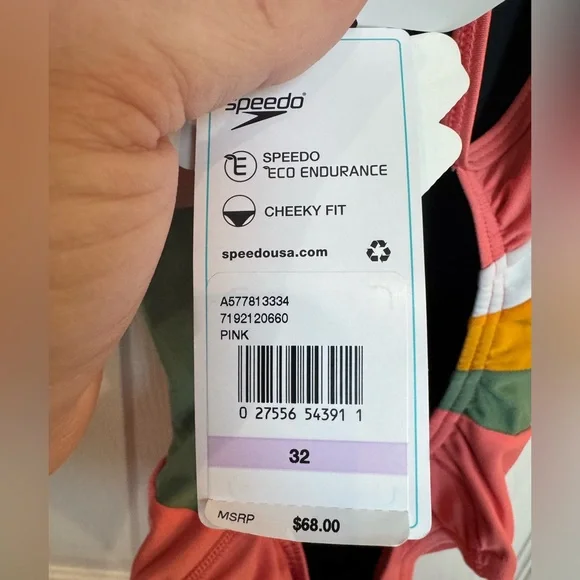 speedo
SPEEDO
ECO ENDURANCE
CHEEKY FIT
speedousa.com
A577813334
7192120660
PINK
0 27556 54391 1
32
MSRP $68.00